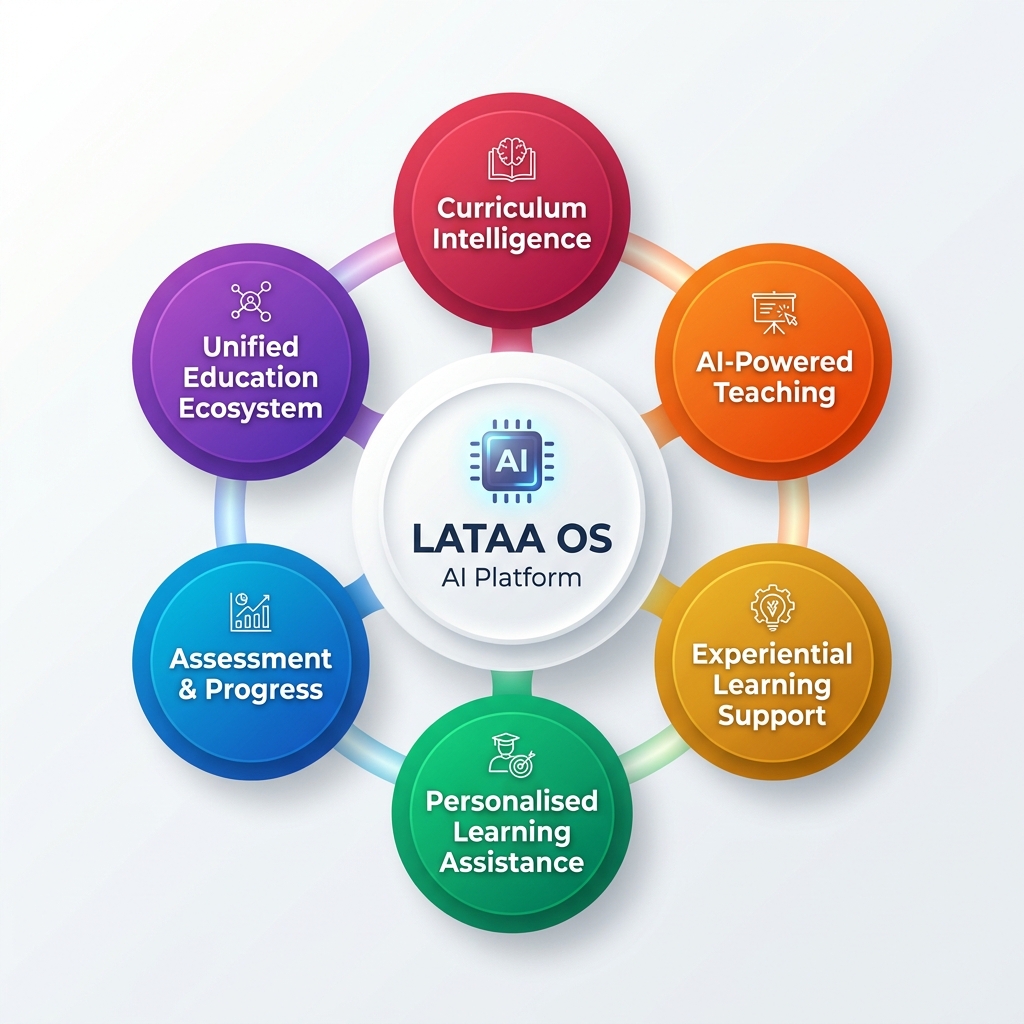 Curriculum
Intelligence
Unified
Education
Ecosystem
AI-Powered
Teaching
AI
LATAA OS
AI Platform
Assessment
& Progress
Experiential
Learning
Support
Personalised
Learning
Assistance